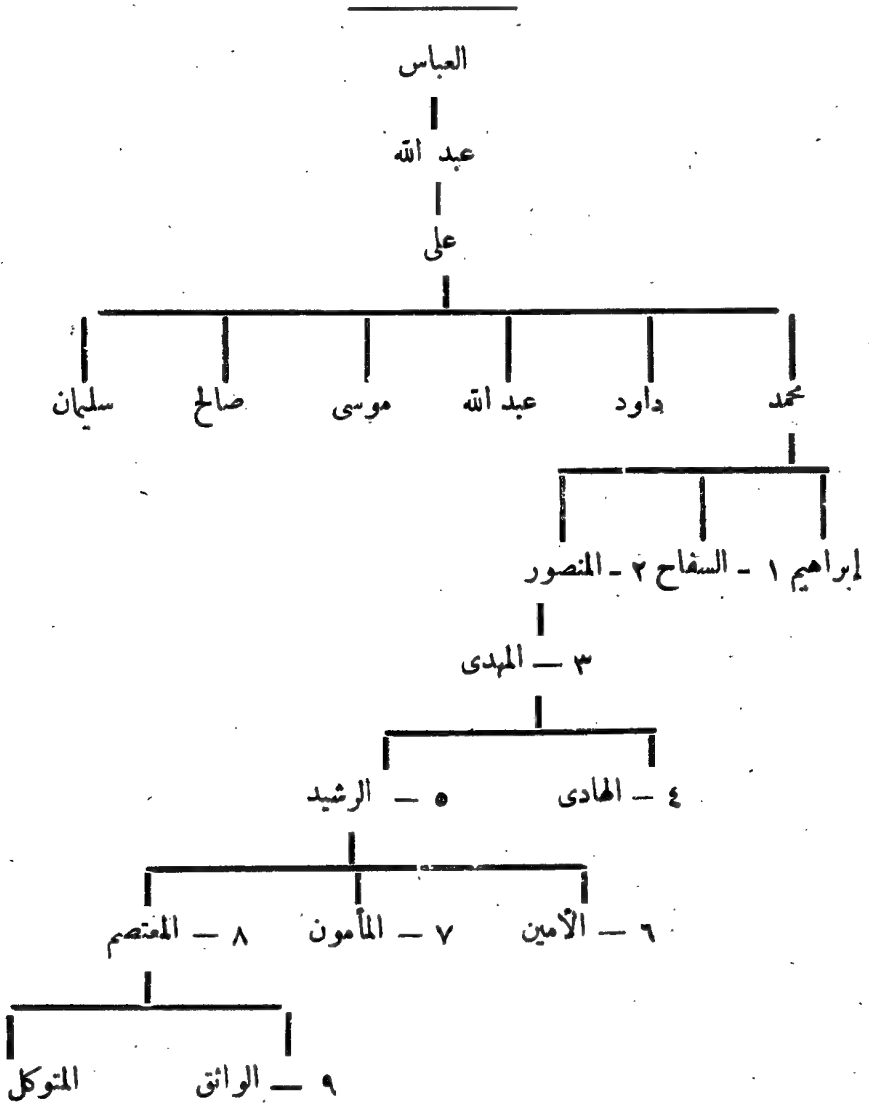 العباس
عبد الله
على
محمد داود عبد الله موسى صالح سليمان
إبراهيم ١ - السفاح ٢ - المنصور
٣ — المهدى
٤ — الهادى ٥ — الرشيد
٦ — الأمين ٧ — المأمون ٨ — المعتصم
٩ — الواثق المتوكل